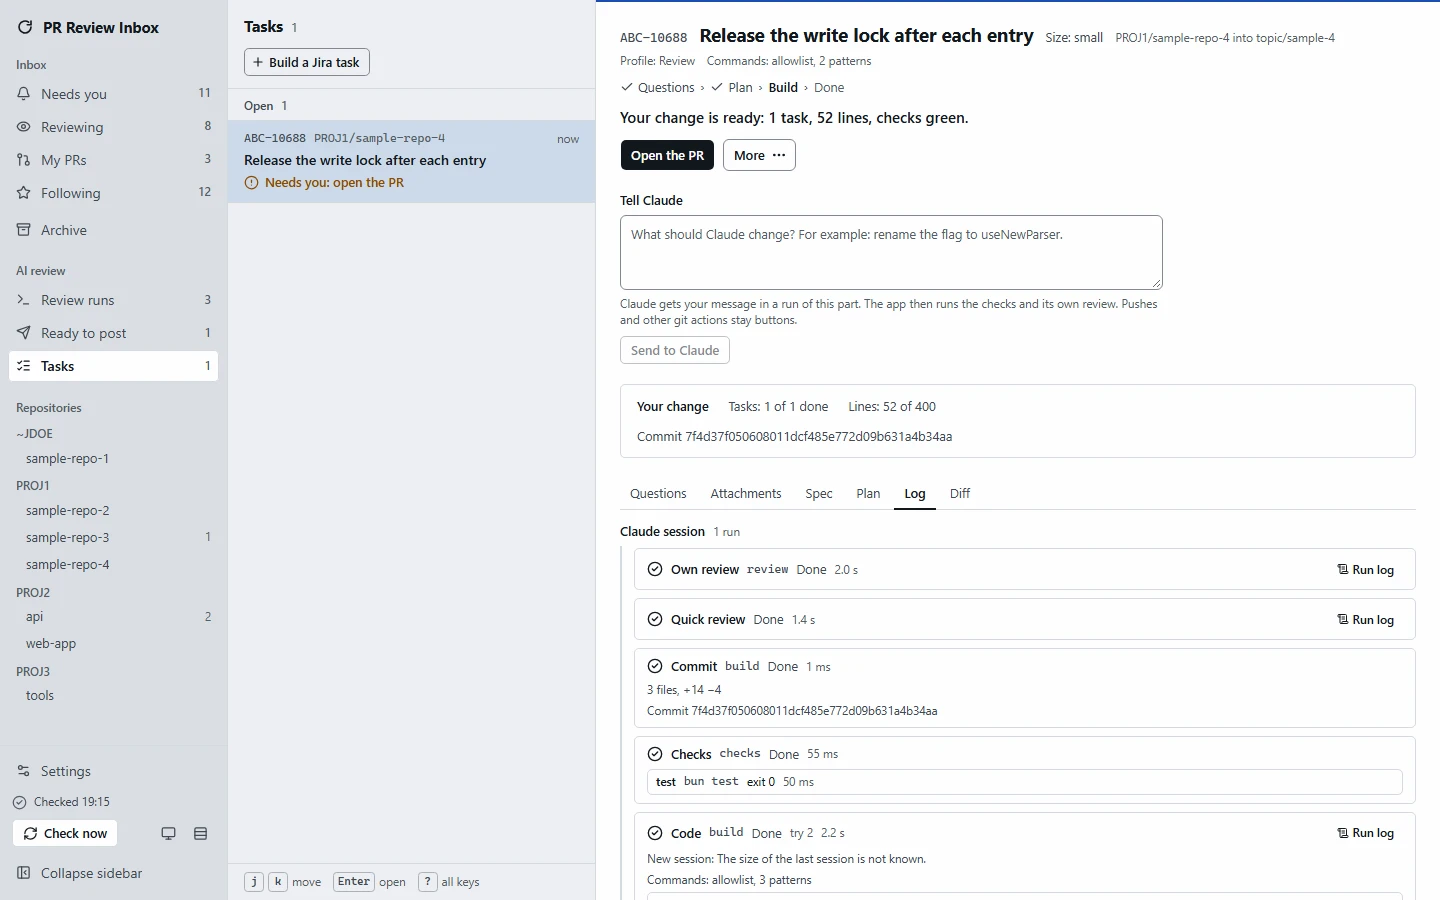 PR Review Inbox
Inbox
Needs you 11
Reviewing 8
My PRs 3
Following 12
Archive
AI review
Review runs 3
Ready to post 1
Tasks 1
Repositories
~JDOE
sample-repo-1
PROJ1
sample-repo-2
sample-repo-3 1
sample-repo-4
PROJ2
api 2
web-app
PROJ3
tools
Settings
Checked 19:15
Check now
Collapse sidebar
Tasks 1
+ Build a Jira task
Open 1
ABC-10688 PROJ1/sample-repo-4 now
Release the write lock after each entry
Needs you: open the PR
j k move Enter open ? all keys
ABC-10688 Release the write lock after each entry Size: small PROJ1/sample-repo-4 into topic/sample-4
Profile: Review Commands: allowlist, 2 patterns
Questions › Plan › Build › Done
Your change is ready: 1 task, 52 lines, checks green.
Open the PR More ···
Tell Claude
What should Claude change? For example: rename the flag to useNewParser.
Claude gets your message in a run of this part. The app then runs the checks and its own review. Pushes
and other git actions stay buttons.
Send to Claude
Your change Tasks: 1 of 1 done Lines: 52 of 400
Commit 7f4d37f050608011dcf485e772d09b631a4b34aa
Questions Attachments Spec Plan Log Diff
Claude session 1 run
Own review review Done 2.0 s Run log
Quick review Done 1.4 s Run log
Commit build Done 1 ms
3 files, +14 −4
Commit 7f4d37f050608011dcf485e772d09b631a4b34aa
Checks checks Done 55 ms
test bun test exit 0 50 ms
Code build Done try 2 2.2 s Run log
New session: The size of the last session is not known.
Commands: allowlist, 3 patterns